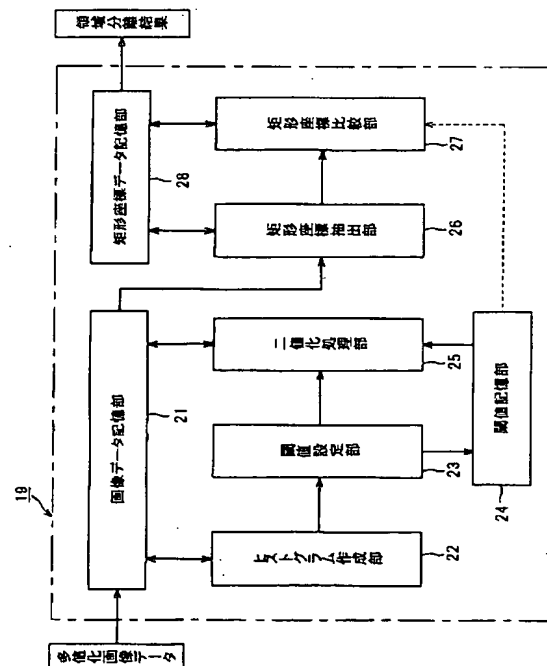 19
多値化画像データ
画像データ記憶部
21
ヒストグラム作成部
22
閾値設定部
23
閾値記憶部
24
二値化処理部
25
矩形座標抽出部
26
矩形座標比較部
27
矩形座標データ記憶部
28
領域分離結果